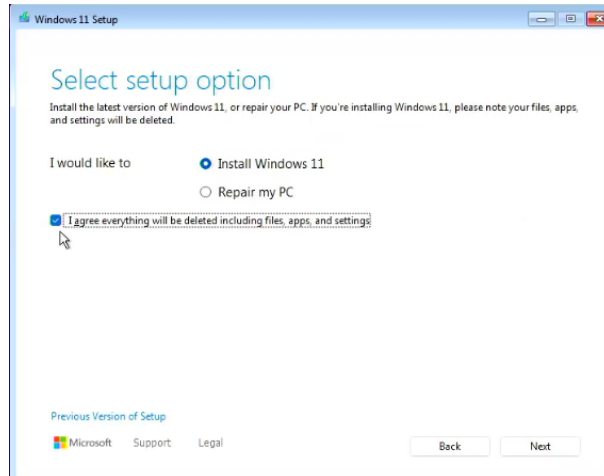 Windows 11 Setup
Select setup option
Install the latest version of Windows 11, or repair your PC. If you're installing Windows 11, please note your files, apps,
and settings will be deleted.
I would like to
Install Windows 11
Repair my PC
I agree everything will be deleted including files, apps, and settings
Previous Version of Setup
Microsoft Support Legal
Back Next